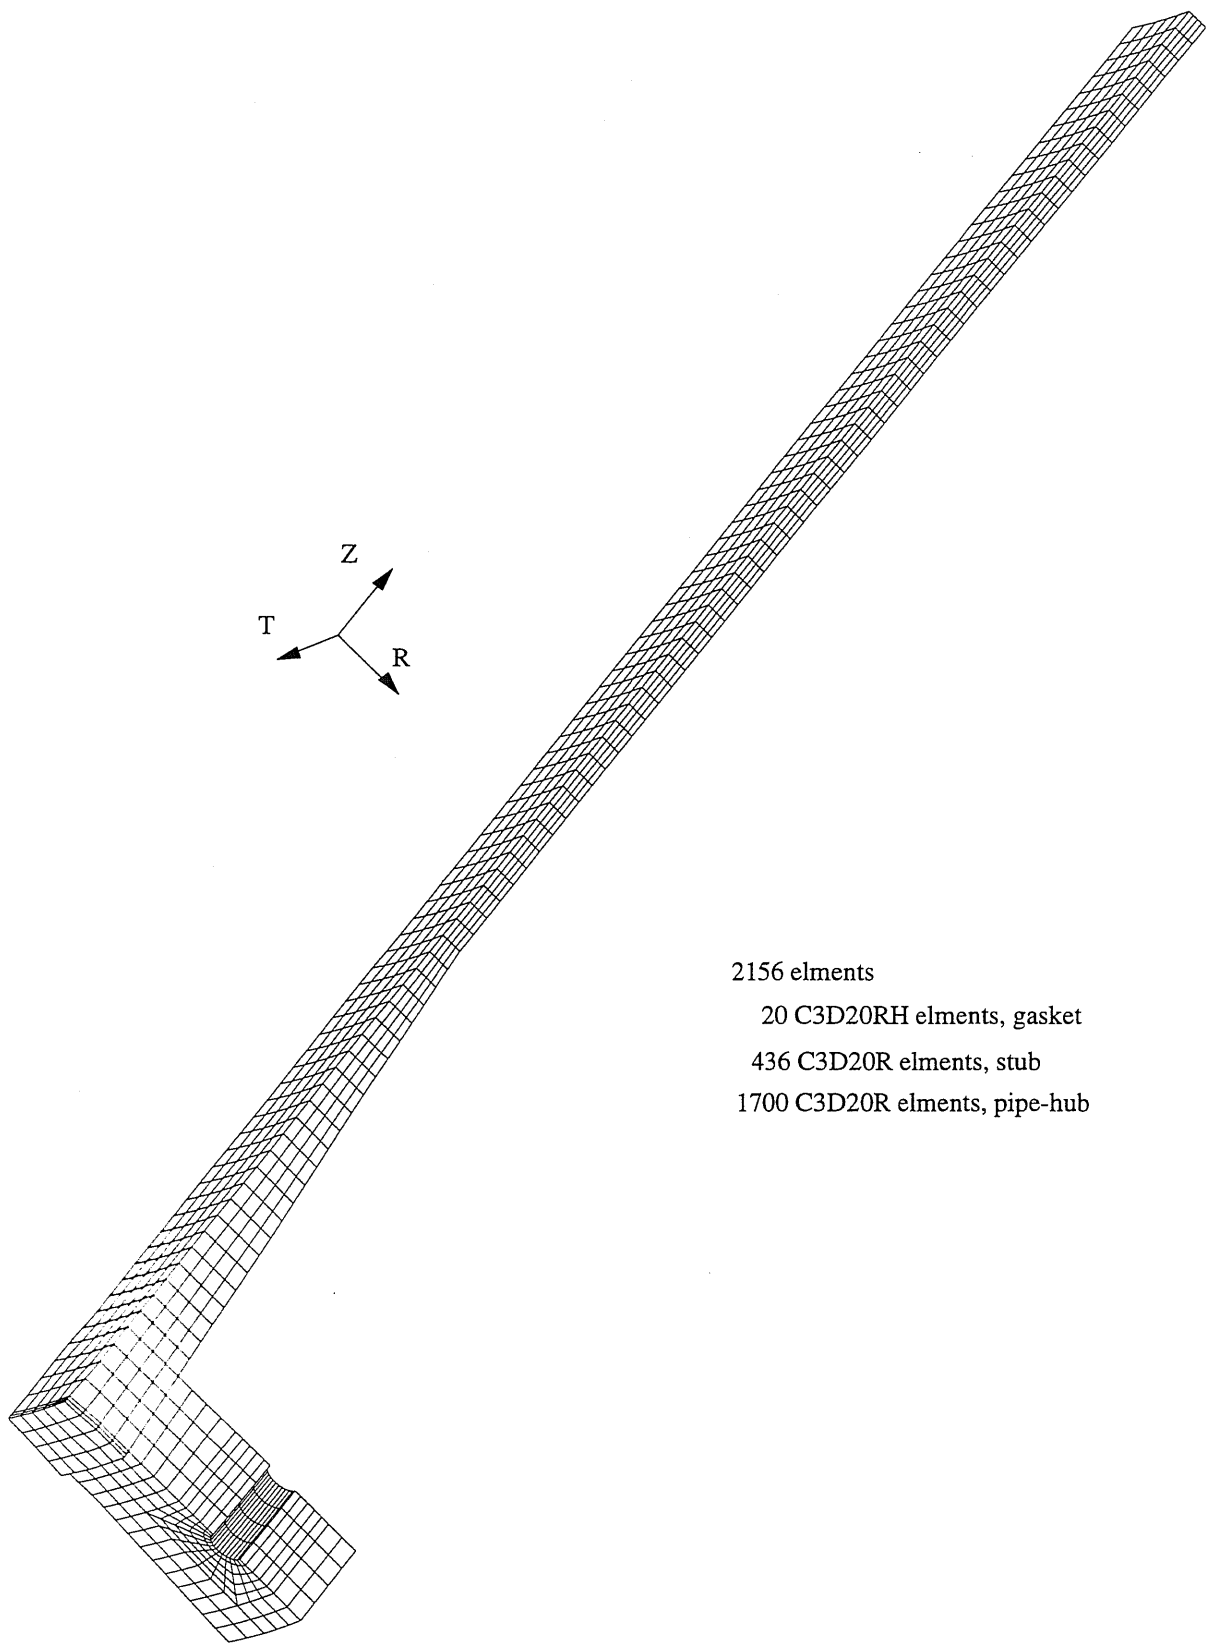 Z
T
R
2156 elments
20 C3D20RH elments, gasket
436 C3D20R elments, stub
1700 C3D20R elments, pipe-hub